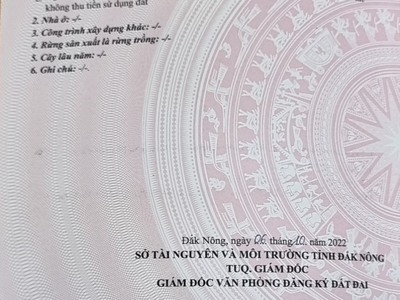 không thu tiền sử dụng đất
2. Nhà ở: -/-
3. Công trình xây dựng khác: -/-
4. Rừng sản xuất là rừng trồng: -/-
5. Cây lâu năm: -/-
6. Ghi chú: -/-
Đắk Nông, ngày 06. tháng 10. năm 2022
SỞ TÀI NGUYÊN VÀ MÔI TRƯỜNG TỈNH ĐẮK NÔNG
TUQ. GIÁM ĐỐC
GIÁM ĐỐC VĂN PHÒNG ĐĂNG KÝ ĐẤT ĐAI